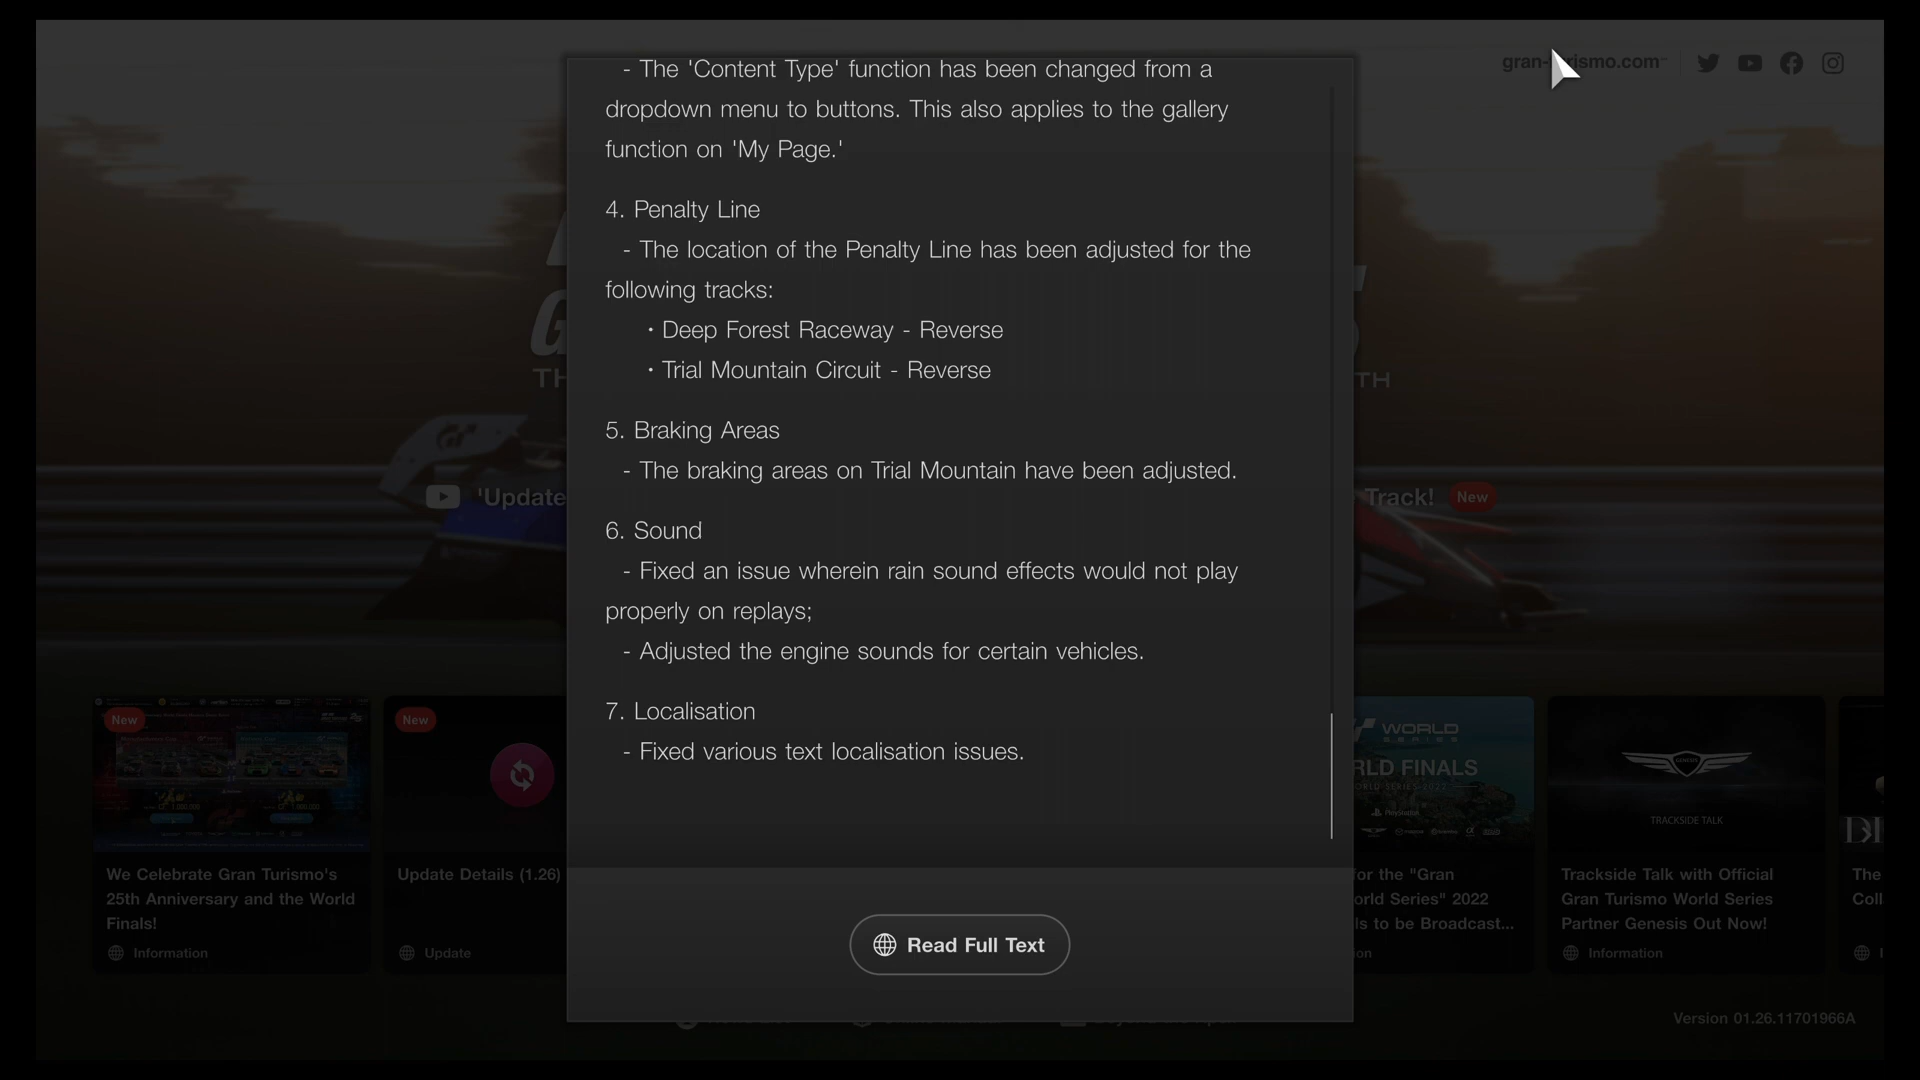 - The 'Content Type' function has been changed from a
dropdown menu to buttons. This also applies to the gallery
function on 'My Page.'
4. Penalty Line
- The location of the Penalty Line has been adjusted for the
following tracks:
・Deep Forest Raceway - Reverse
・Trial Mountain Circuit - Reverse
5. Braking Areas
- The braking areas on Trial Mountain have been adjusted.
6. Sound
- Fixed an issue wherein rain sound effects would not play
properly on replays;
- Adjusted the engine sounds for certain vehicles.
7. Localisation
- Fixed various text localisation issues.
Read Full Text
'Update
Track!
New
New
We Celebrate Gran Turismo's
25th Anniversary and the World
Finals!
Information
New
Update Details (1.26)
Update
WORLD
SERIES
RLD FINALS
PlayStation
for the "Gran
orld Series" 2022
ls to be Broadcast...
ion
GENESIS
TRACKSIDE TALK
Trackside Talk with Official
Gran Turismo World Series
Partner Genesis Out Now!
Information
The
Coll
Version 01.26.11701966A